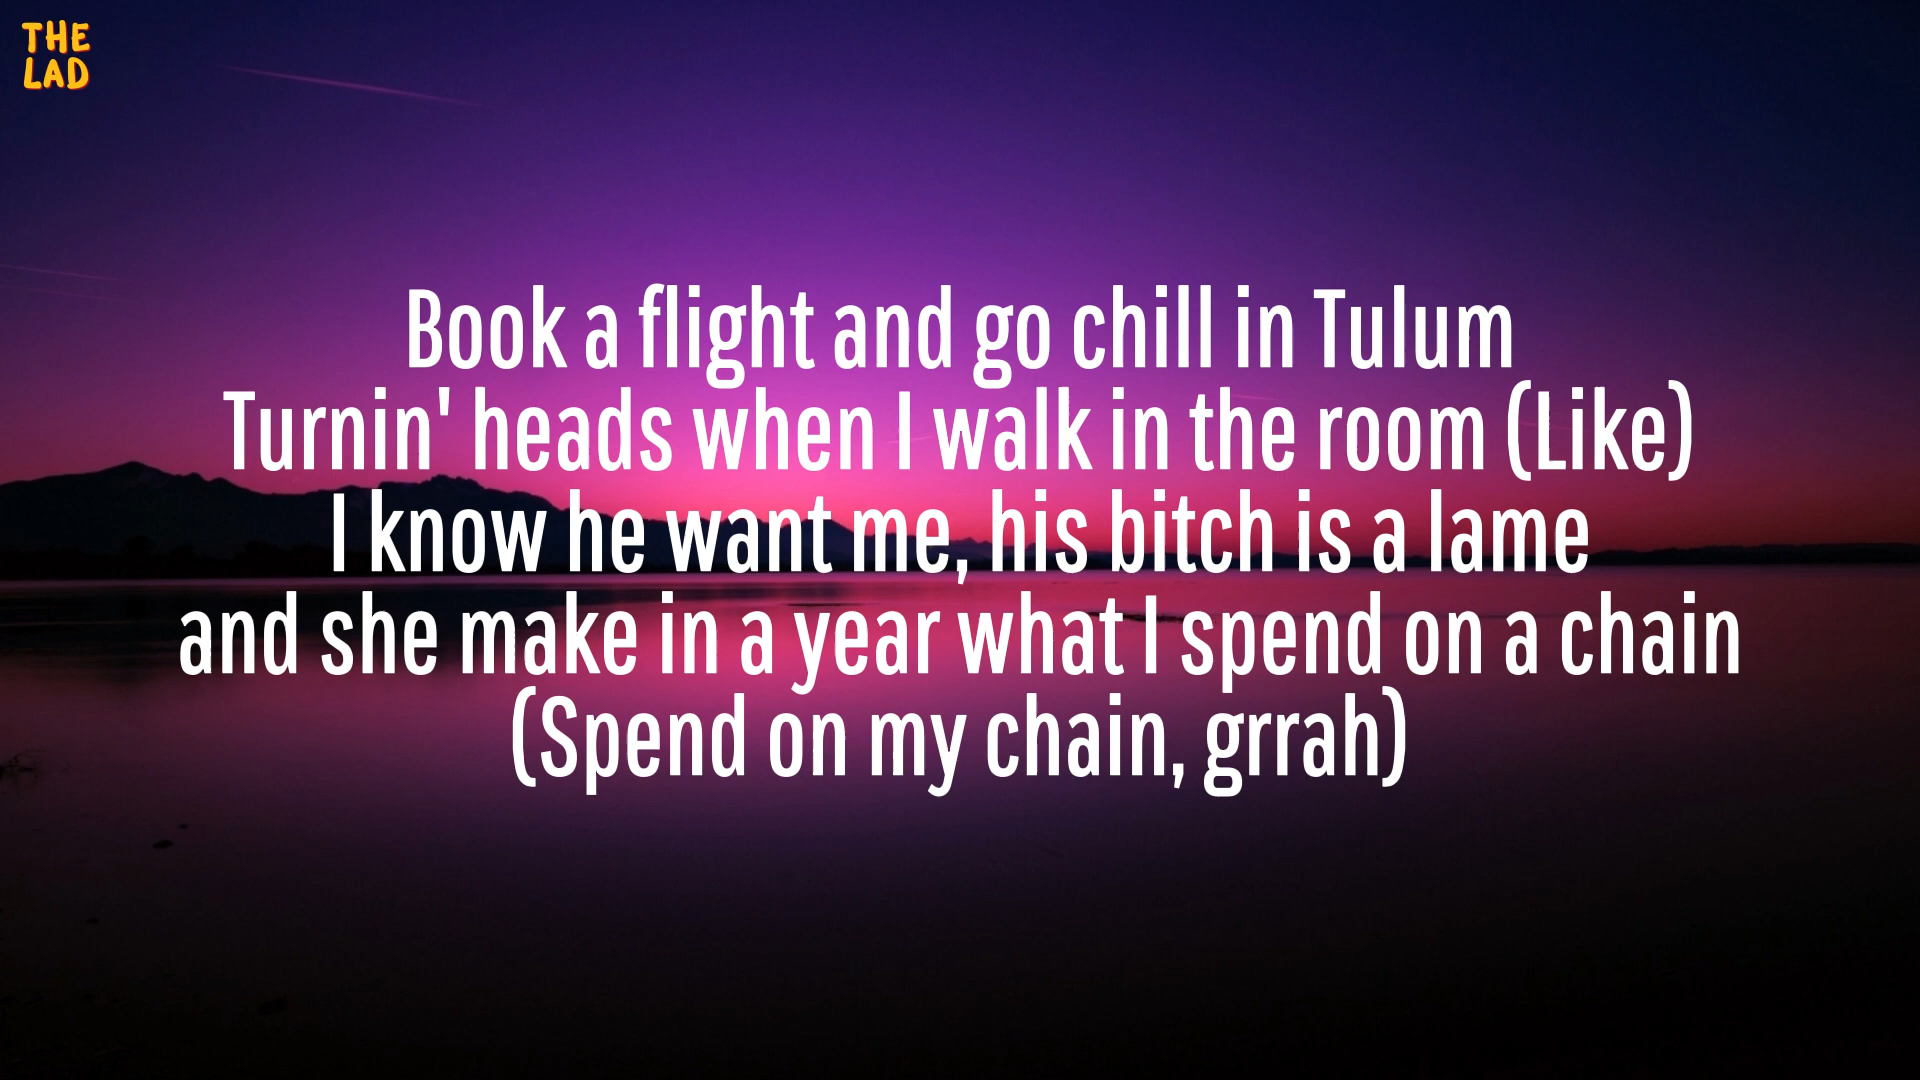 THE
LAD
Book a flight and go chill in Tulum
Turnin' heads when I walk in the room (Like)
I know he want me, his bitch is a lame
and she make in a year what I spend on a chain
(Spend on my chain, grrah)